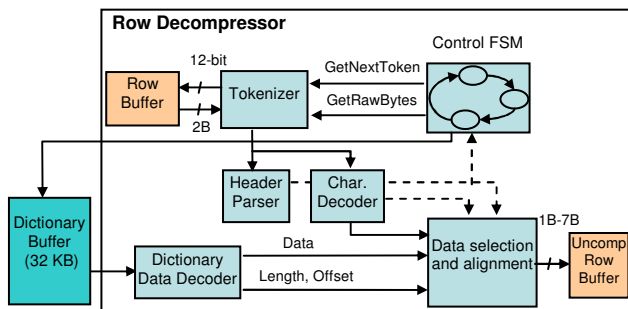 Row Decompressor
Control FSM
12-bit
GetNextToken
Row
Buffer
Tokenizer
2B
GetRawBytes
Header
Parser
Char.
Decoder
Dictionary
Buffer
(32 KB)
Dictionary
Data Decoder
Data
Length, Offset
Data selection
and alignment
1B-7B
Uncomp
Row
Buffer